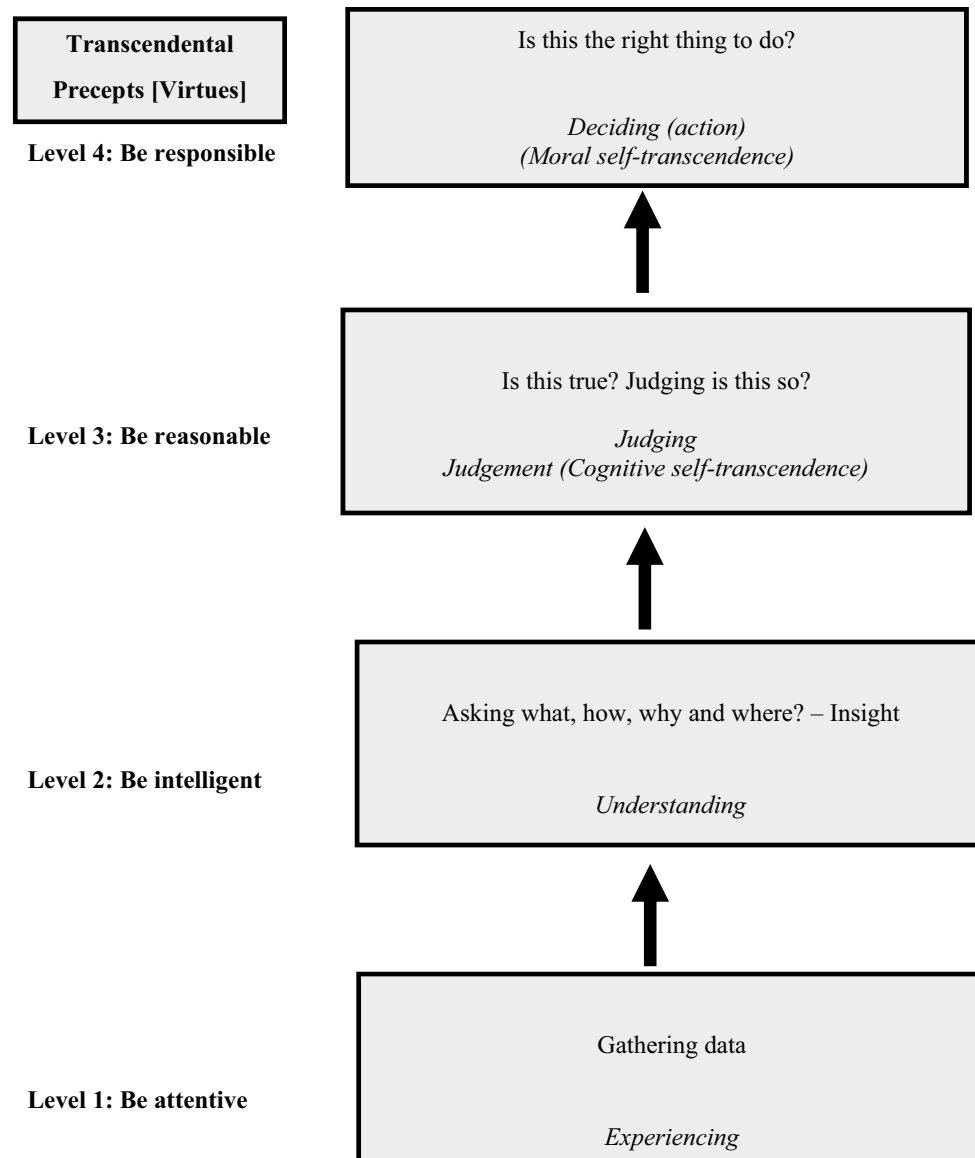 Transcendental
Precepts [Virtues]
Is this the right thing to do?
Deciding (action)
(Moral self-transcendence)
Level 4: Be responsible
Is this true? Judging is this so?
Judging
Judgement (Cognitive self-transcendence)
Level 3: Be reasonable
Asking what, how, why and where? – Insight
Understanding
Level 2: Be intelligent
Gathering data
Experiencing
Level 1: Be attentive